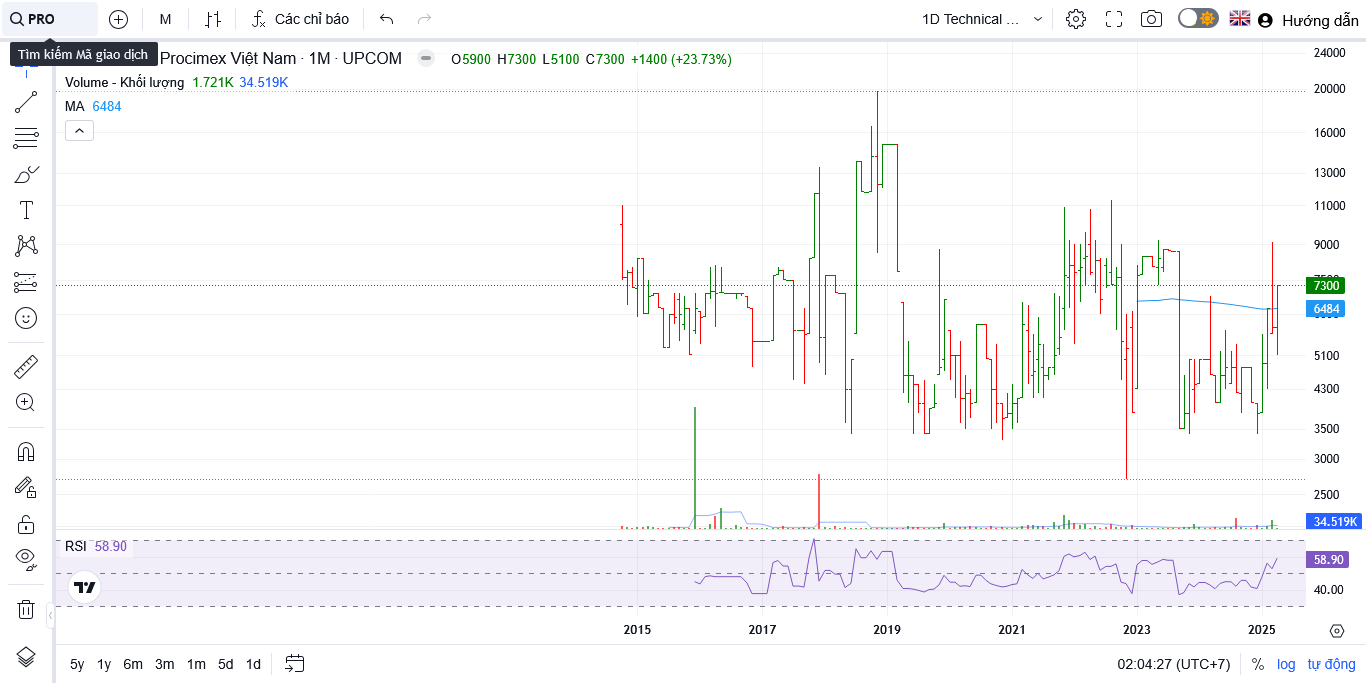 PRO
M
Các chỉ báo
1D Technical ...
Hướng dẫn
Tìm kiếm Mã giao dịch
Procimex Việt Nam · 1M · UPCOM
O5900 H7300 L5100 C7300 +1400 (+23.73%)
Volume - Khối lượng 1.721K 34.519K
MA 6484
24000
20000
16000
13000
11000
9000
7300
6484
5100
4300
3500
3000
2500
34.519K
RSI 58.90
58.90
40.00
2015 2017 2019 2021 2023 2025
5y 1y 6m 3m 1m 5d 1d
02:04:27 (UTC+7) % log tự động